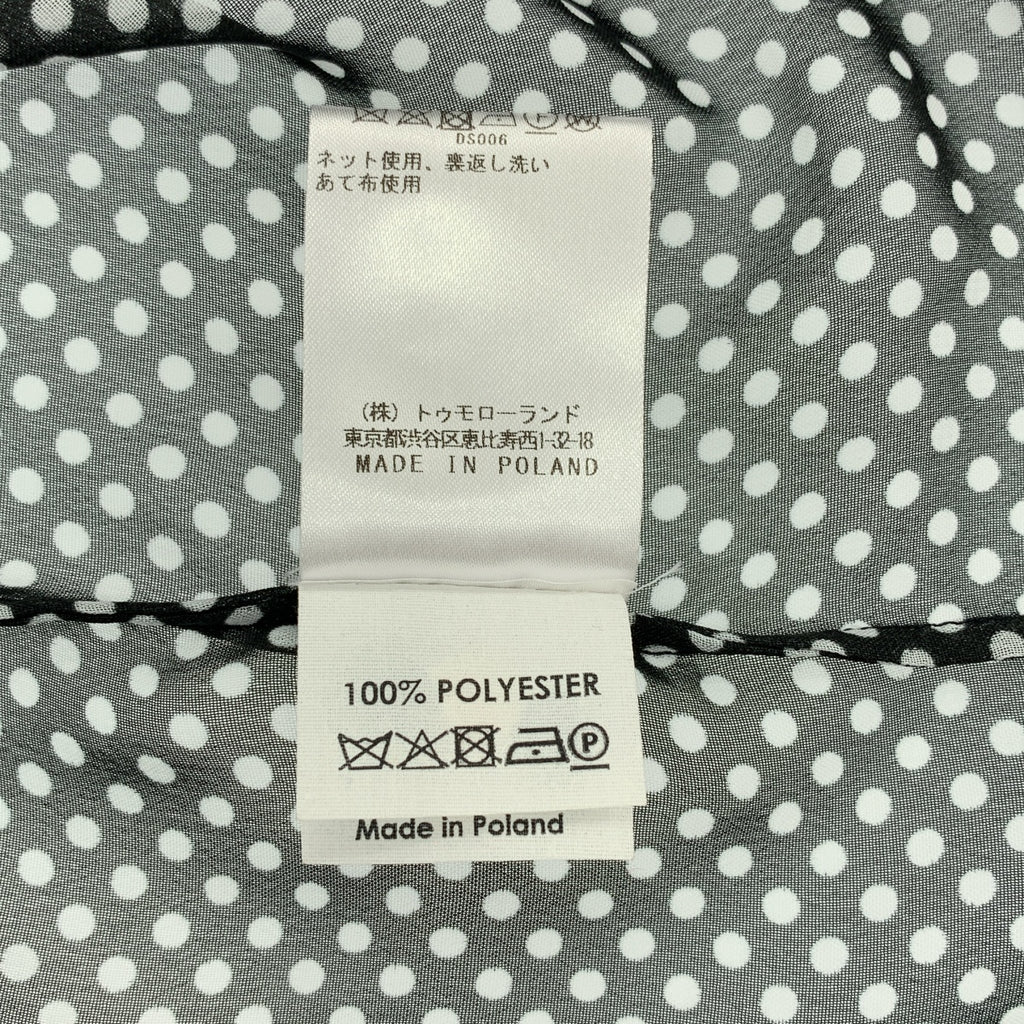 DS006
ネット使用、裏返し洗い
あて布使用
（株）トゥモローランド
東京都渋谷区恵比寿西1-32-18
MADE IN POLAND
100% POLYESTER
P
Made in Poland